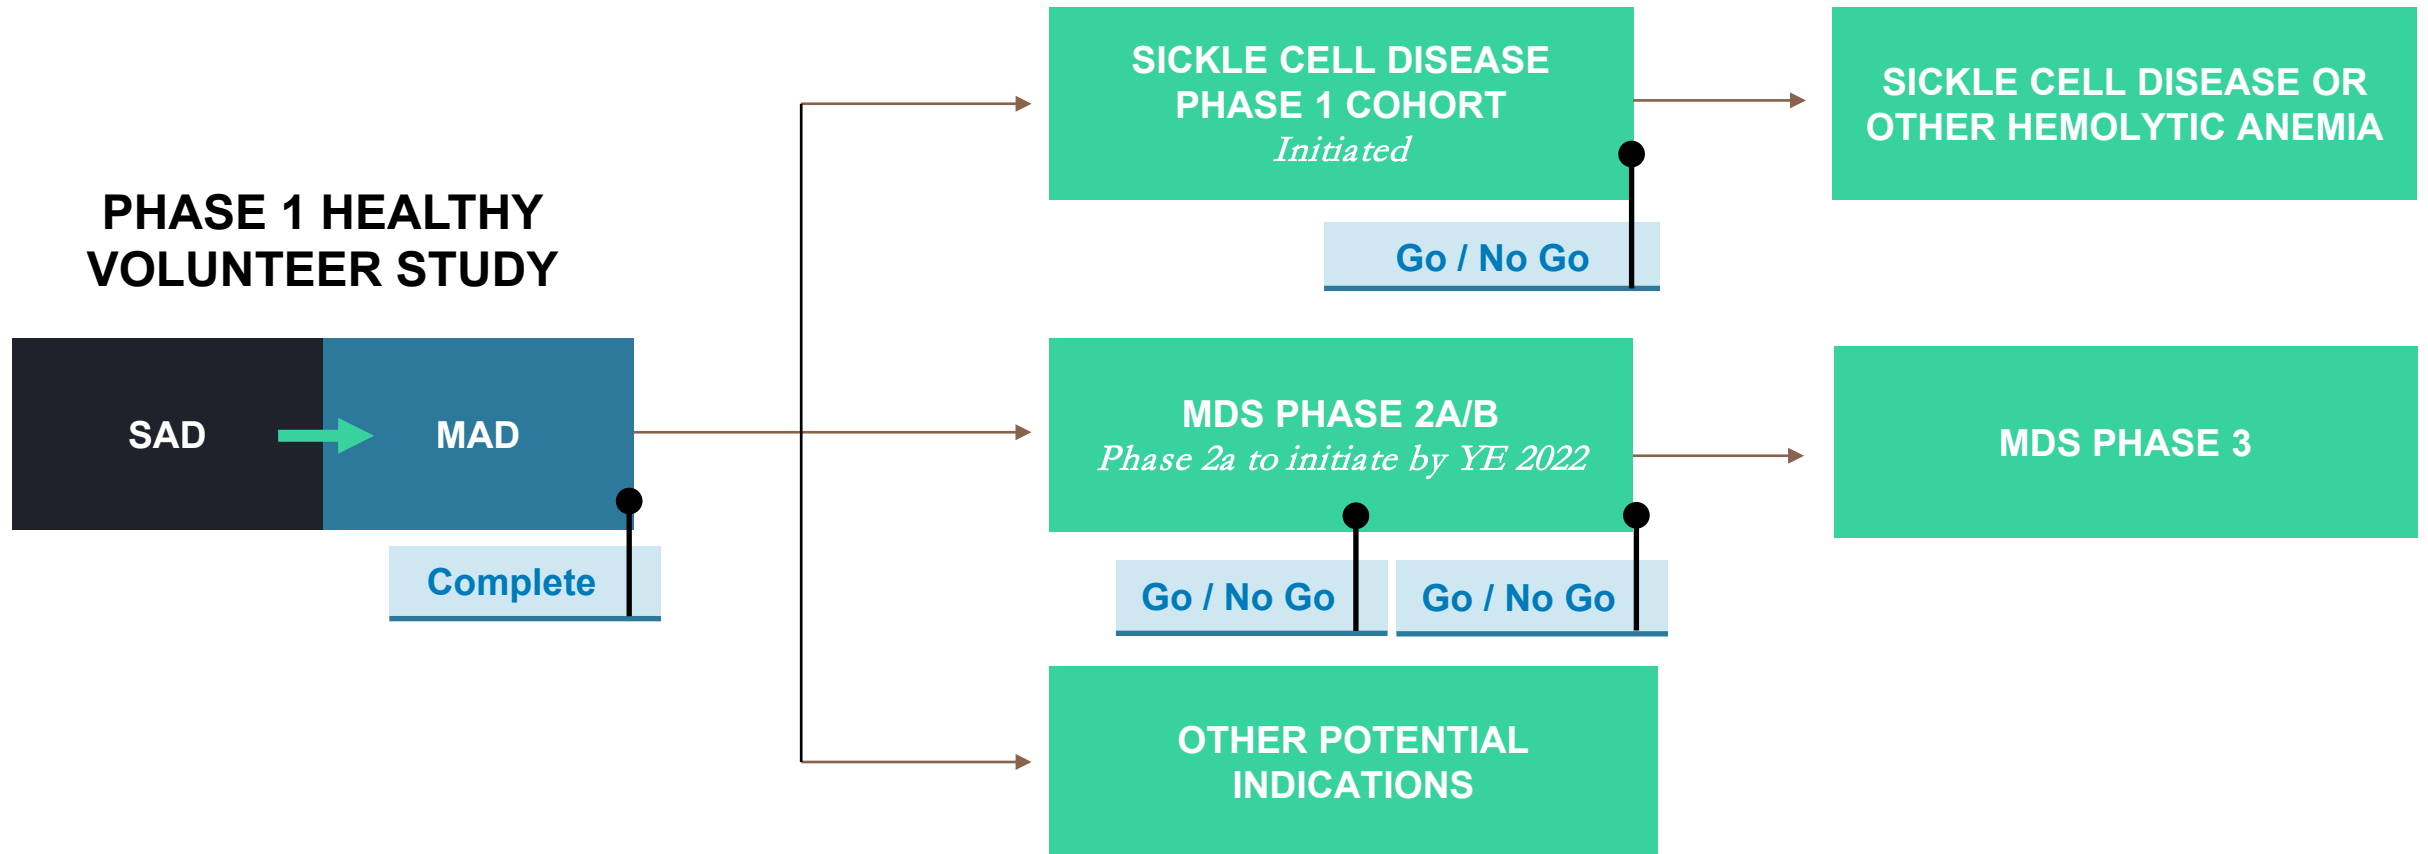 PHASE 1 HEALTHY
VOLUNTEER STUDY
SAD
MAD
Complete
SICKLE CELL DISEASE
PHASE 1 COHORT
Initiated
Go / No Go
SICKLE CELL DISEASE OR
OTHER HEMOLYTIC ANEMIA
MDS PHASE 2A/B
Phase 2a to initiate by YE 2022
Go / No Go
Go / No Go
MDS PHASE 3
OTHER POTENTIAL
INDICATIONS